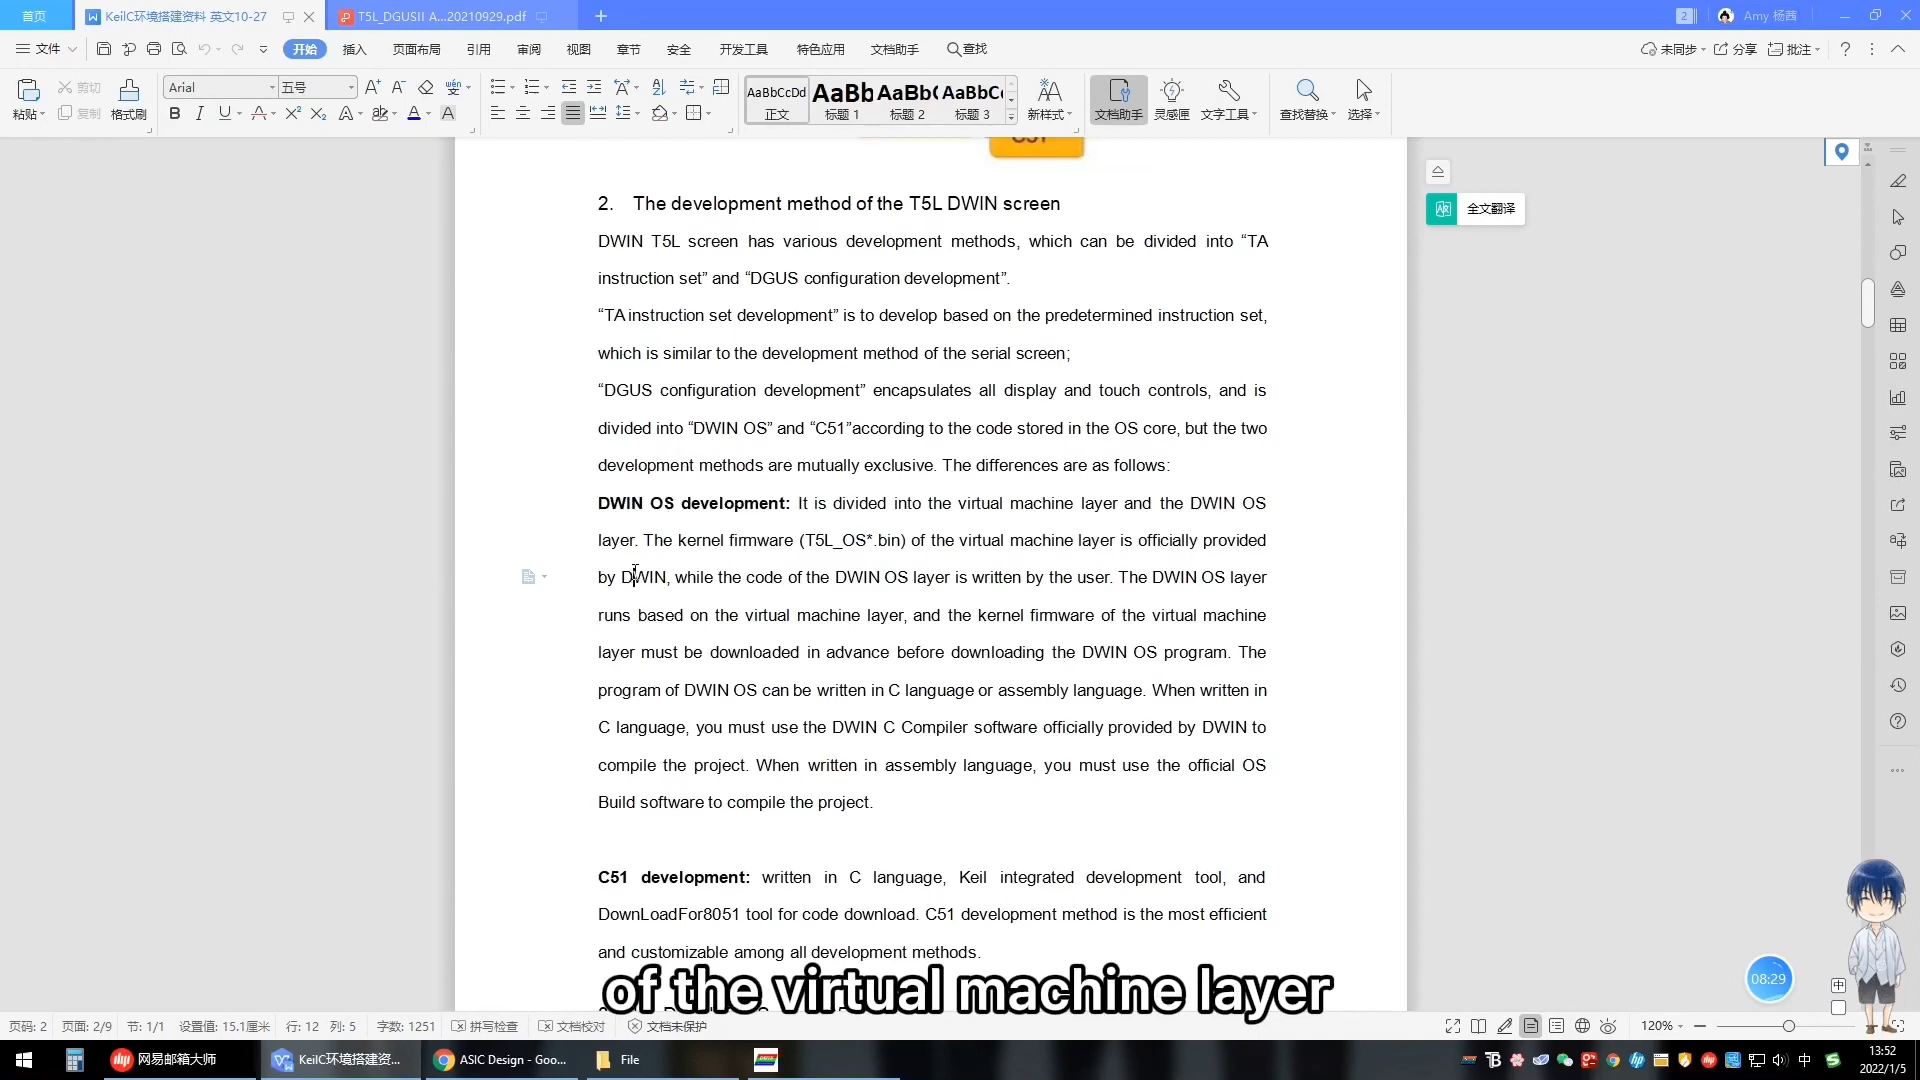 首页
KeilC环境搭建资料 英文10-27
T5L_DGUSII A...20210929.pdf
2
Amy 杨茜
文件
开始
插入
页面布局
引用
审阅
视图
章节
安全
开发工具
特色应用
文档助手
查找
未同步
分享
批注
粘贴
剪切
复制
格式刷
Arial
五号
AaBbCcDd
正文
AaBb
标题 1
AaBb(
标题 2
AaBbC(
标题 3
新样式
文档助手
灵感匣
文字工具
查找替换
选择
全文翻译
2. The development method of the T5L DWIN screen
DWIN T5L screen has various development methods, which can be divided into “TA
instruction set” and “DGUS configuration development”.
“TA instruction set development” is to develop based on the predetermined instruction set,
which is similar to the development method of the serial screen;
“DGUS configuration development” encapsulates all display and touch controls, and is
divided into “DWIN OS” and “C51”according to the code stored in the OS core, but the two
development methods are mutually exclusive. The differences are as follows:
DWIN OS development: It is divided into the virtual machine layer and the DWIN OS
layer. The kernel firmware (T5L_OS*.bin) of the virtual machine layer is officially provided
by DWIN, while the code of the DWIN OS layer is written by the user. The DWIN OS layer
runs based on the virtual machine layer, and the kernel firmware of the virtual machine
layer must be downloaded in advance before downloading the DWIN OS program. The
program of DWIN OS can be written in C language or assembly language. When written in
C language, you must use the DWIN C Compiler software officially provided by DWIN to
compile the project. When written in assembly language, you must use the official OS
Build software to compile the project.
C51 development: written in C language, Keil integrated development tool, and
DownLoadFor8051 tool for code download. C51 development method is the most efficient
and customizable among all development methods.
of the virtual machine layer
08:29
中
页码: 2
页面: 2/9
节: 1/1
设置值: 15.1厘米
行: 12
列: 5
字数: 1251
拼写检查
文档校对
文档未保护
120%
网易邮箱大师
KeilC环境搭建资...
ASIC Design - Goo...
File
中
13:52
2022/1/5